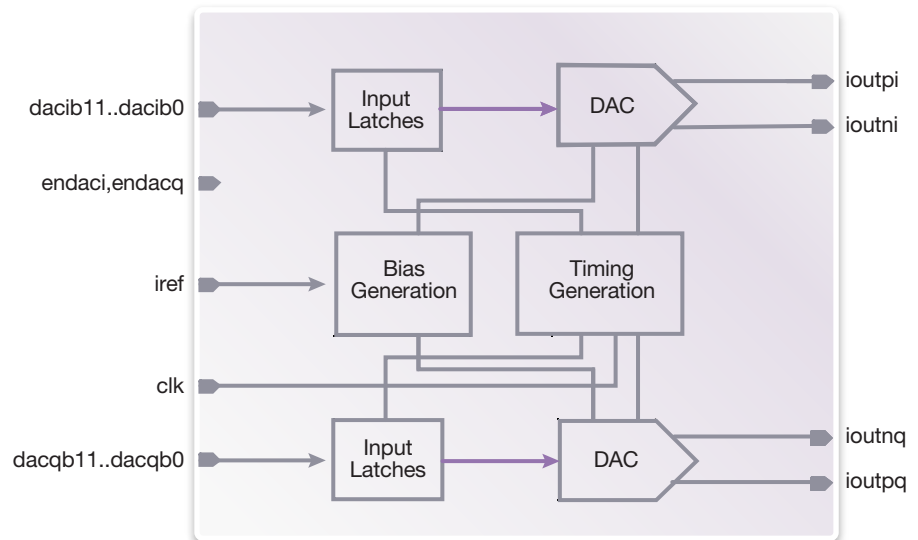 dacib11..dacib0
Input
Latches
DAC
ioutpi
ioutni
endaci,endacq
iref
Bias
Generation
Timing
Generation
clk
dacqb11..dacqb0
Input
Latches
DAC
ioutnq
ioutpq